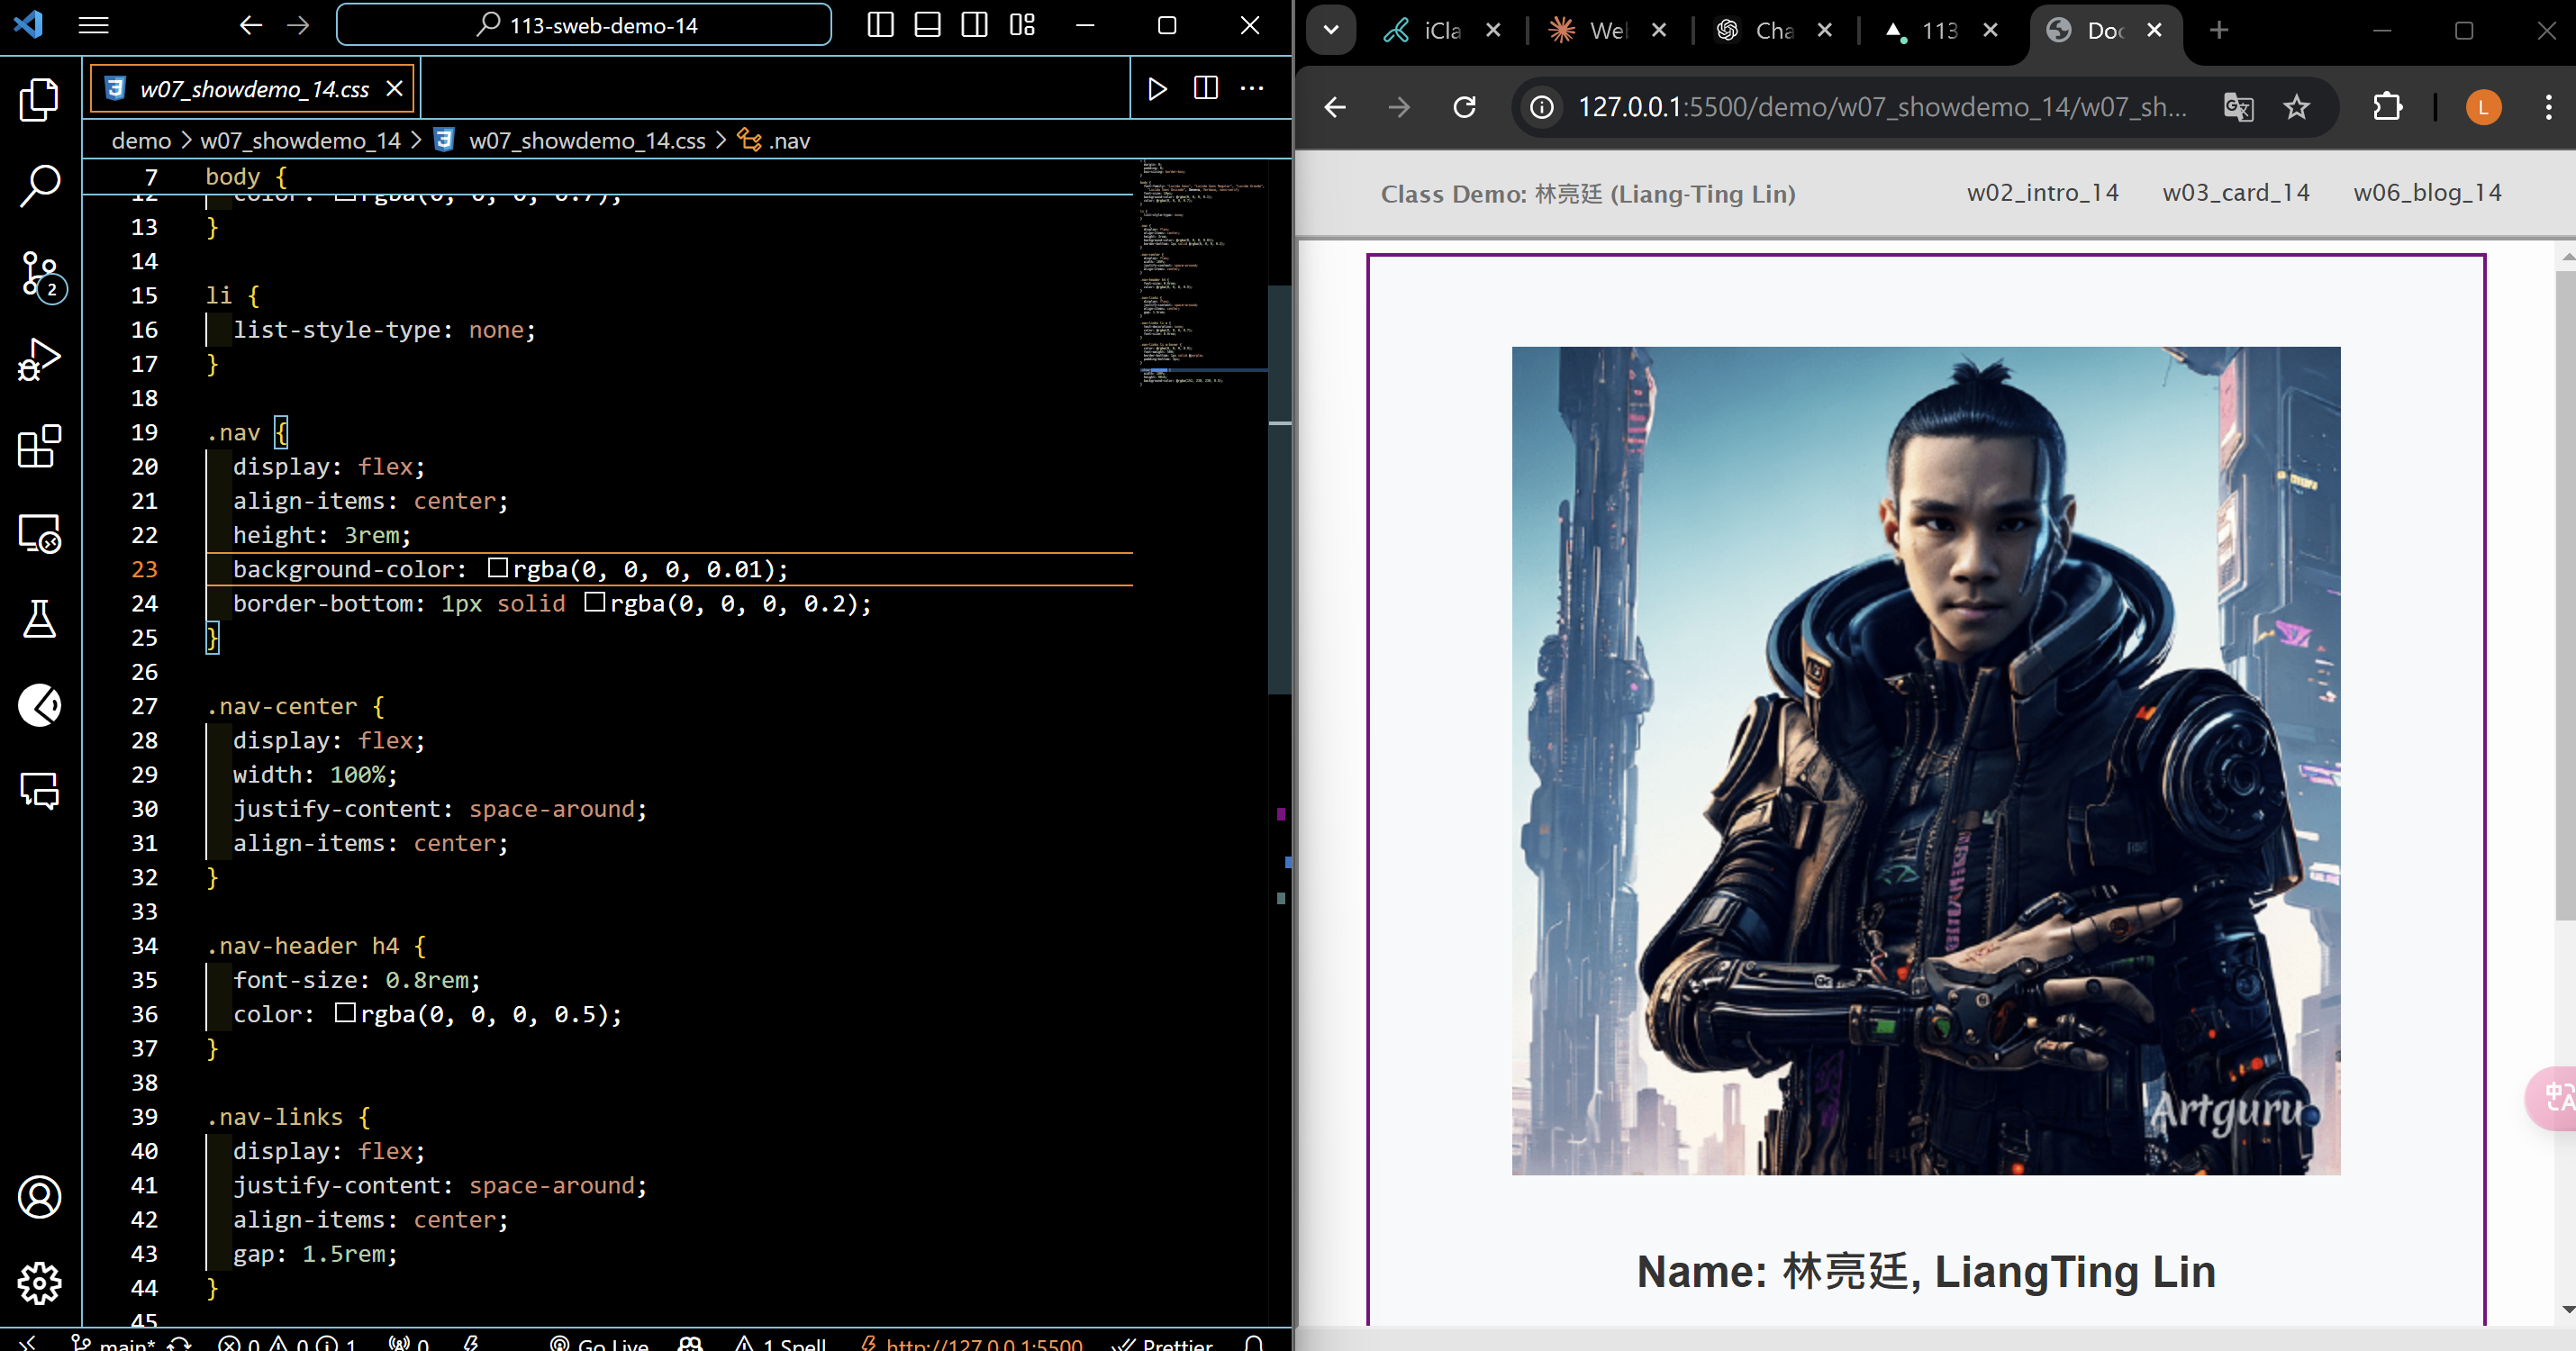 113-sweb-demo-14
w07_showdemo_14.css
demo > w07_showdemo_14 > w07_showdemo_14.css > .nav
7 body {
12 color: rgba(0, 0, 0, 0.7);
13 }
14
15 li {
16 list-style-type: none;
17 }
18
19 .nav {
20 display: flex;
21 align-items: center;
22 height: 3rem;
23 background-color: rgba(0, 0, 0, 0.01);
24 border-bottom: 1px solid rgba(0, 0, 0, 0.2);
25 }
26
27 .nav-center {
28 display: flex;
29 width: 100%;
30 justify-content: space-around;
31 align-items: center;
32 }
33
34 .nav-header h4 {
35 font-size: 0.8rem;
36 color: rgba(0, 0, 0, 0.5);
37 }
38
39 .nav-links {
40 display: flex;
41 justify-content: space-around;
42 align-items: center;
43 gap: 1.5rem;
44 }
45
2
main* 0 0 1 0 Go Live 1 Spell http://127.0.0.1:5500 Prettier
iCla Wel Cha 113 Doc
127.0.0.1:5500/demo/w07_showdemo_14/w07_sh... L
Class Demo: 林亮廷 (Liang-Ting Lin) w02_intro_14 w03_card_14 w06_blog_14
Artguru
Name: 林亮廷, LiangTing Lin
中A